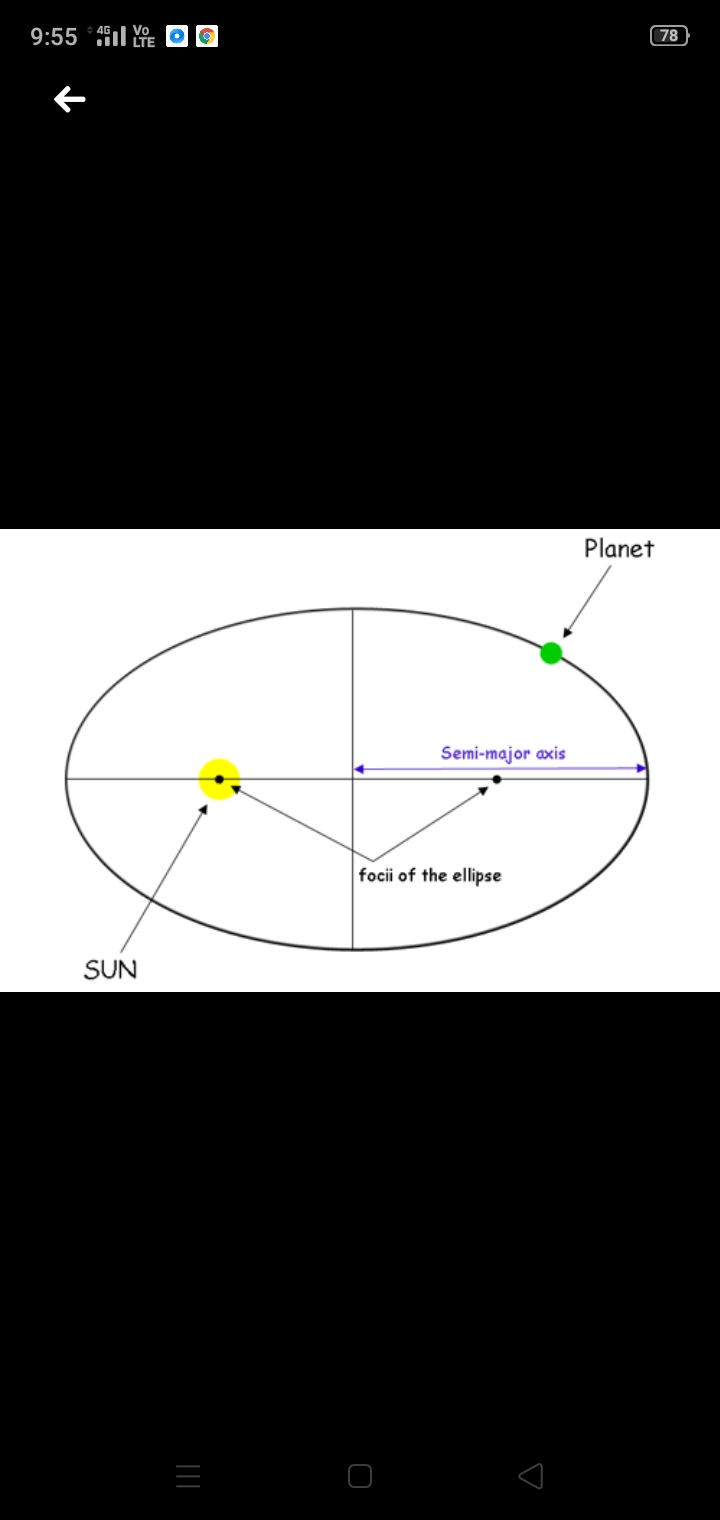 9:55 4G Vo LTE 78
Planet
Semi-major axis
focii of the ellipse
SUN